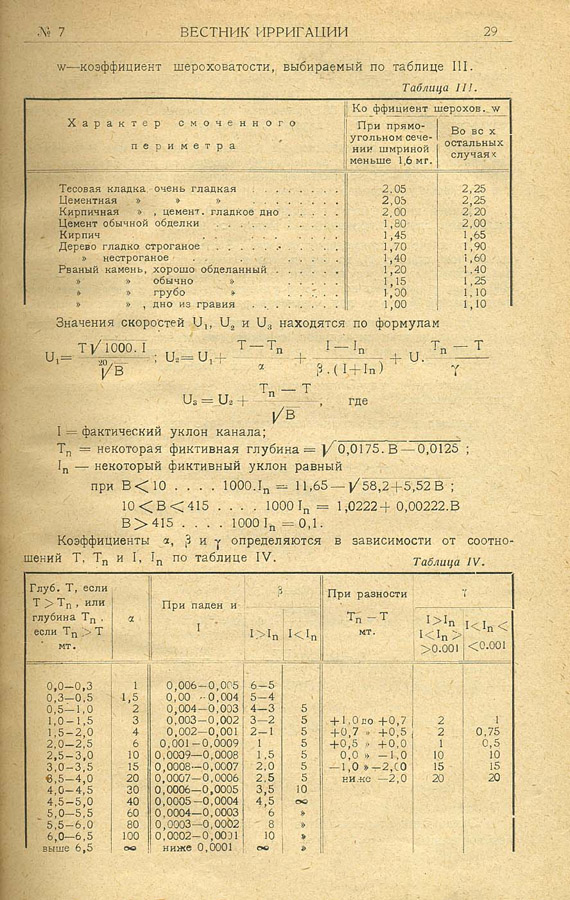 № 7 ВЕСТНИК ИРРИГАЦИИ 29
w—коэффициент шероховатости, выбираемый по таблице III.
Таблица III.
Характер смоченного периметра
Ко ффициент шерохов. w
При прямо-
угольном сече-
нии шмриной
меньше 1,6 мг.
Во вс х
остальных
случаях
Тесовая кладка, очень гладкая 2,05 2,25
Цементная » » » 2,05 2,25
Кирпичная » , цемент. гладкое дно 2,00 2,20
Цемент обычной обделки 1,80 2,00
Кирпич 1,45 1,65
Дерево гладко строганое 1,70 1,90
» нестроганое 1,40 1,60
Рваный камень, хорошо обделанный 1,20 1.40
» » обычно » 1,15 1,25
» » грубо » 1,00 1,10
» » , дно из гравия 1,00 1,10
Значения скоростей U₁, U₂ и U₃ находятся по формулам
U₁ = T√1000.I / ²⁰√B ; U₂ = U₁ + (T — Tₙ)/α + (I — Iₙ)/(β.(I+Iₙ)) + U. (Tₙ — T)/γ
U₃ = U₂ + (Tₙ — T)/√B , где
I = фактический уклон канала;
Tₙ = некоторая фиктивная глубина = √0,0175. B — 0,0125 ;
Iₙ — некоторый фиктивный уклон равный
при B < 10 . . . . 1000.Iₙ = 11,65—√58,2+5,52 B ;
10 < B < 415 . . . . 1000 Iₙ = 1,0222+ 0,00222.B
B > 415 . . . . 1000 Iₙ = 0,1.
Коэффициенты α, β и γ определяются в зависимости от соотно-
шений T, Tₙ и I, Iₙ по таблице IV.
Таблица IV.
Глуб. T, если
T > Tₙ , или
глубина Tₙ ,
если Tₙ > T
мт.
α
При паден и
I
β
I>Iₙ I<Iₙ
При разности
Tₙ — T
мт.
γ
I>Iₙ
I<Iₙ >
>0.001
I<Iₙ <
<0.001
0,0—0,3 1 0,006—0,005 6—5
0,3—0,5 1,5 0,00 -0,004 5—4
0,5—1,0 2 0,004—0,003 4—3 5
1,0—1,5 3 0,003—0,002 3—2 5 +1,0 до +0,7 2 1
1,5—2,0 4 0,002—0,001 2—1 5 +0,7 » +0,5 2 0,75
2,0—2,5 6 0,001—0,0009 1 5 +0,5 » +0,0 1 0,5
2,5—3,0 10 0,0009—0,0008 1,5 5 0,0 » —1,0 10 10
3,0—3,5 15 0,0008—0,0007 2,0 5 —1,0 » —2,00 15 15
3,5—4,0 20 0,0007—0,0006 2,5 5 ниже —2,0 20 20
4,0—4,5 30 0,0006—0,0005 3,5 10
4,5—5,0 40 0,0005—0,0004 4,5 ∞
5,0—5,5 60 0,0004—0,0003 6 »
5,5—6,0 80 0,0003—0,0002 8 »
6,0—6,5 100 0,0002—0,0001 10 »
выше 6,5 ∞ ниже 0,0001 ∞ »